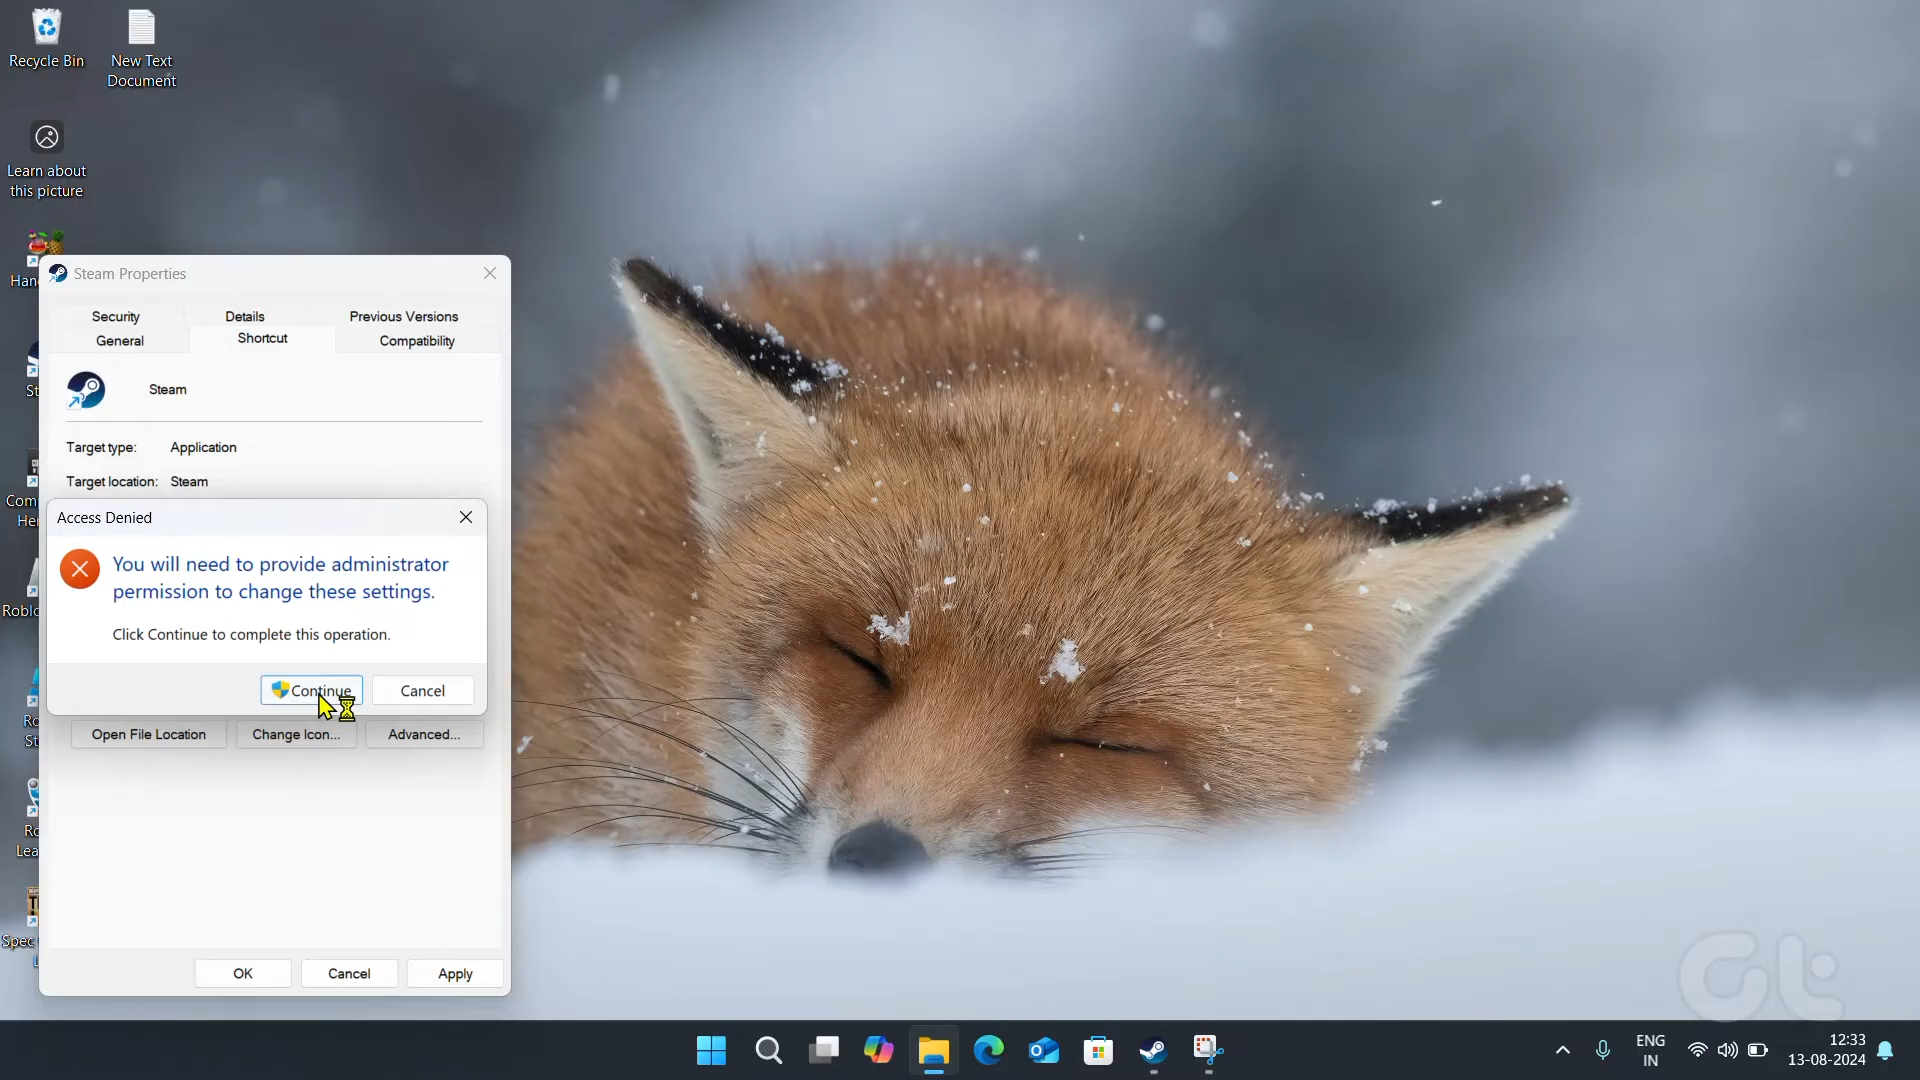 Recycle Bin
New Text
Document
Learn about
this picture
Steam Properties
Security Details Previous Versions
General Shortcut Compatibility
Steam
Target type: Application
Target location: Steam
Access Denied
You will need to provide administrator
permission to change these settings.
Click Continue to complete this operation.
Continue Cancel
Open File Location Change Icon... Advanced...
OK Cancel Apply
Spec
Gt
ENG
IN
12:33
13-08-2024